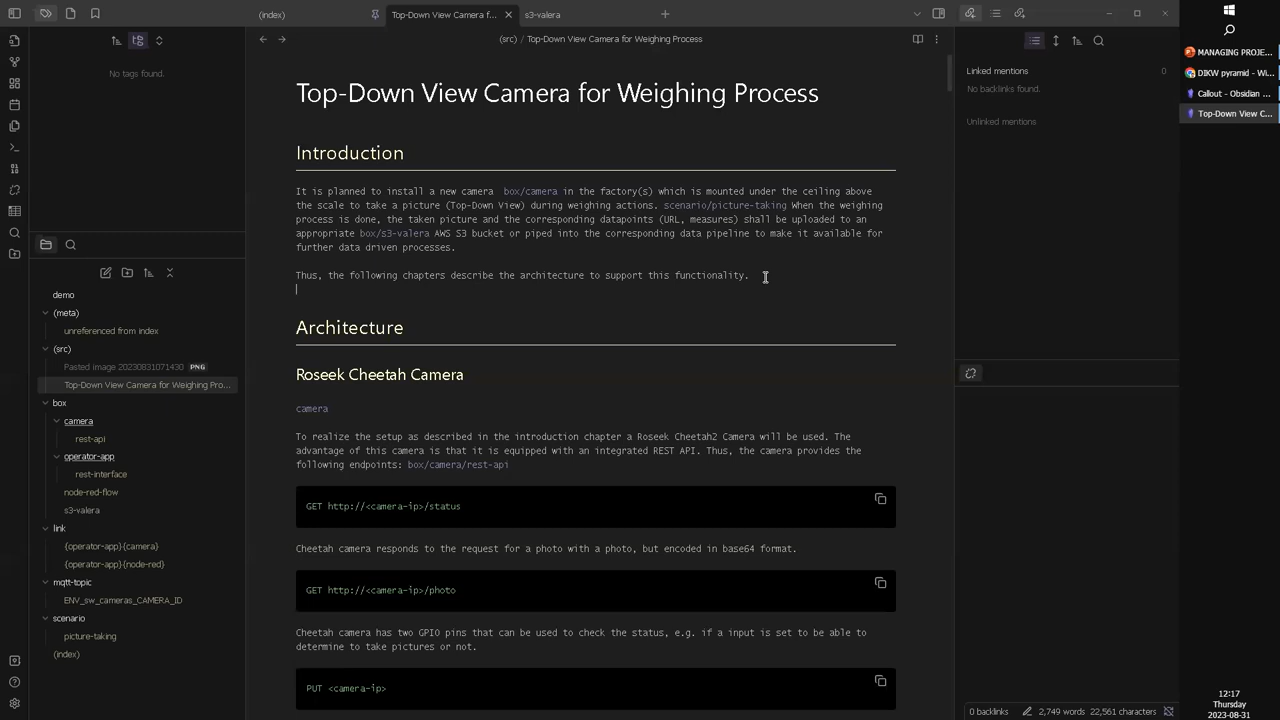 (index)
Top-Down View Camera f...
s3-valera
(src) / Top-Down View Camera for Weighing Process
No tags found.
demo
(meta)
unreferenced from index
(src)
Pasted image 20230831071430 PNG
Top-Down View Camera for Weighing Pro...
box
camera
rest-api
operator-app
rest-interface
node-red-flow
s3-valera
link
{operator-app}{camera}
{operator-app}{node-red}
mqtt-topic
ENV_sw_cameras_CAMERA_ID
scenario
picture-taking
(index)
Top-Down View Camera for Weighing Process
Introduction
It is planned to install a new camera box/camera in the factory(s) which is mounted under the ceiling above
the scale to take a picture (Top-Down View) during weighing actions. scenario/picture-taking When the weighing
process is done, the taken picture and the corresponding datapoints (URL, measures) shall be uploaded to an
appropriate box/s3-valera AWS S3 bucket or piped into the corresponding data pipeline to make it available for
further data driven processes.
Thus, the following chapters describe the architecture to support this functionality.
Architecture
Roseek Cheetah Camera
camera
To realize the setup as described in the introduction chapter a Roseek Cheetah2 Camera will be used. The
advantage of this camera is that it is equipped with an integrated REST API. Thus, the camera provides the
following endpoints: box/camera/rest-api
GET http://<camera-ip>/status
Cheetah camera responds to the request for a photo with a photo, but encoded in base64 format.
GET http://<camera-ip>/photo
Cheetah camera has two GPIO pins that can be used to check the status, e.g. if a input is set to be able to
determine to take pictures or not.
PUT <camera-ip>
Linked mentions 0
No backlinks found.
Unlinked mentions
0 backlinks 2,749 words 22,561 characters
MANAGING PROJE...
DIKW pyramid - Wi...
Callout - Obsidian ...
Top-Down View C...
12:17
Thursday
2023-08-31